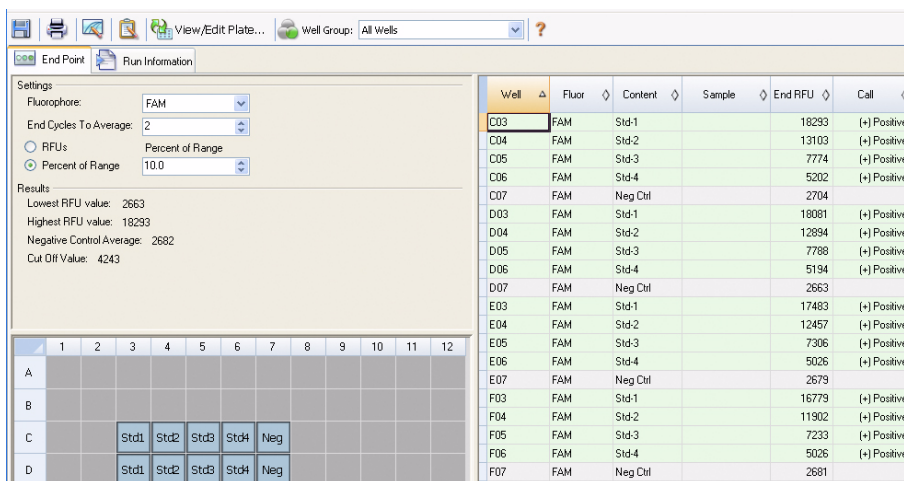 View/Edit Plate... Well Group: All Wells ?
End Point Run Information
Settings
Fluorophore: FAM
End Cycles To Average: 2
RFUs Percent of Range
Percent of Range 10.0
Results
Lowest RFU value: 2663
Highest RFU value: 18293
Negative Control Average: 2682
Cut Off Value: 4243
1 2 3 4 5 6 7 8 9 10 11 12
A
B
C Std1 Std2 Std3 Std4 Neg
D Std1 Std2 Std3 Std4 Neg
Well Fluor Content Sample End RFU Call
C03 FAM Std-1 18293 (+) Positive
C04 FAM Std-2 13103 (+) Positive
C05 FAM Std-3 7774 (+) Positive
C06 FAM Std-4 5202 (+) Positive
C07 FAM Neg Ctrl 2704
D03 FAM Std-1 18081 (+) Positive
D04 FAM Std-2 12894 (+) Positive
D05 FAM Std-3 7788 (+) Positive
D06 FAM Std-4 5194 (+) Positive
D07 FAM Neg Ctrl 2663
E03 FAM Std-1 17483 (+) Positive
E04 FAM Std-2 12457 (+) Positive
E05 FAM Std-3 7306 (+) Positive
E06 FAM Std-4 5026 (+) Positive
E07 FAM Neg Ctrl 2679
F03 FAM Std-1 16779 (+) Positive
F04 FAM Std-2 11902 (+) Positive
F05 FAM Std-3 7233 (+) Positive
F06 FAM Std-4 5026 (+) Positive
F07 FAM Neg Ctrl 2681